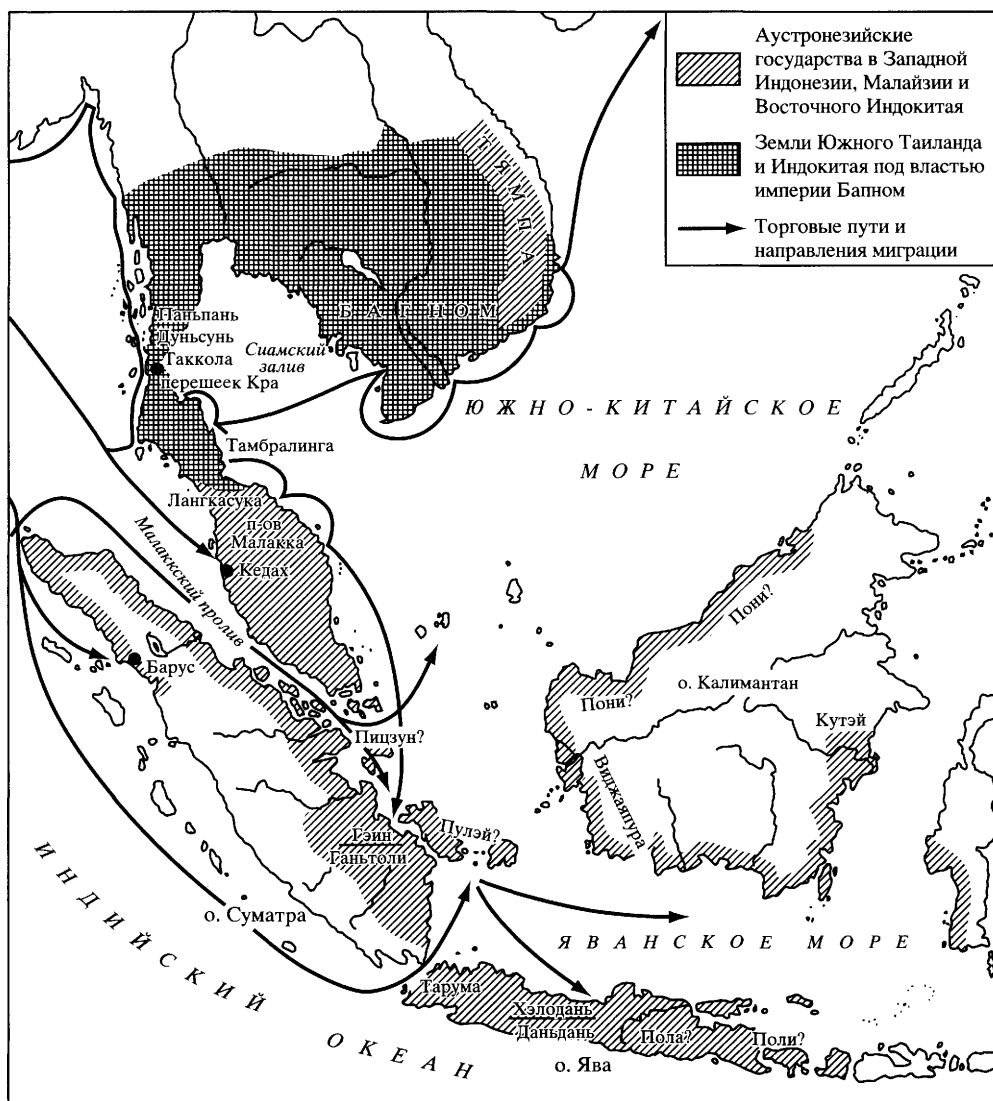 Аустронезийские
государства в Западной
Индонезии, Малайзии и
Восточного Индокитая
Земли Южного Таиланда
и Индокитая под властью
империи Бапном
Торговые пути и
направления миграции
ТЯМПА
БАПНОМ
Паньпань
Дуньсунь
Таккола
перешеек Кра
Сиамский
залив
ЮЖНО-КИТАЙСКОЕ
МОРЕ
Тамбралинга
Лангкасука
п-ов
Малакка
Кедах
Малаккский пролив
Барус
Пони?
Пони?
о. Калимантан
Кутэй
Виджаяпура
Пицзун?
Пулэй?
Гэин
Ганьтоли
о. Суматра
ИНДИЙСКИЙ
ОКЕАН
ЯВАНСКОЕ МОРЕ
Тарума
Хэлодань
Даньдань
Пола?
Поли?
о. Ява